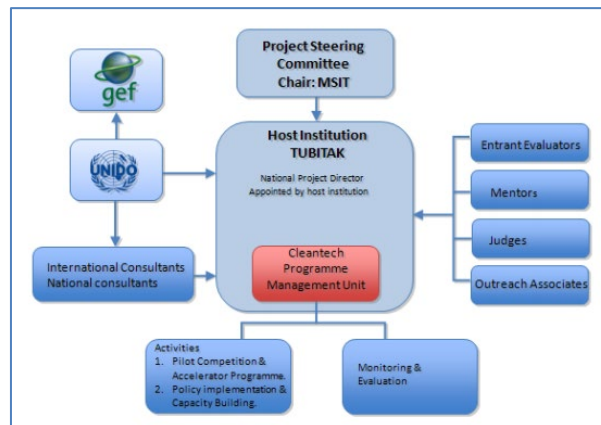 Project Steering
Committee
Chair: MSIT
gef
Host Institution
TUBITAK
National Project Director
Appointed by host institution
UNIDO
Entrant Evaluators
Mentors
Judges
Outreach Associates
International Consultants
National consultants
Cleantech
Programme
Management Unit
Activities
1. Pilot Competition &
Accelerator Programme.
2. Policy implementation &
Capacity Building.
Monitoring &
Evaluation